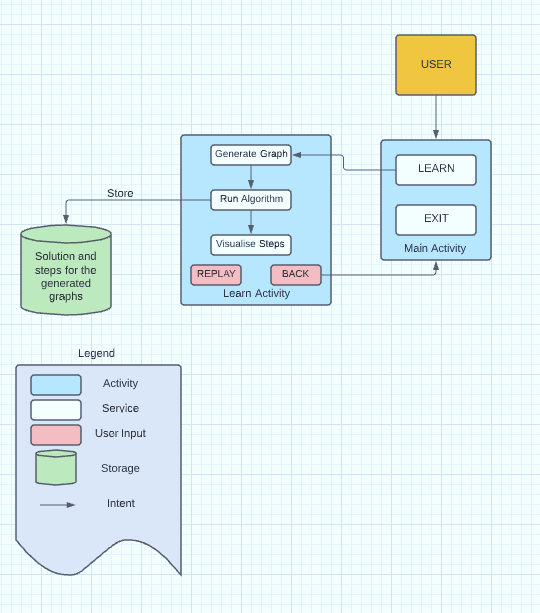 USER
Generate Graph
LEARN
Store
Run Algorithm
EXIT
Visualise Steps
Main Activity
Solution and
steps for the
generated
graphs
REPLAY
BACK
Learn Activity
Legend
Activity
Service
User Input
Storage
Intent